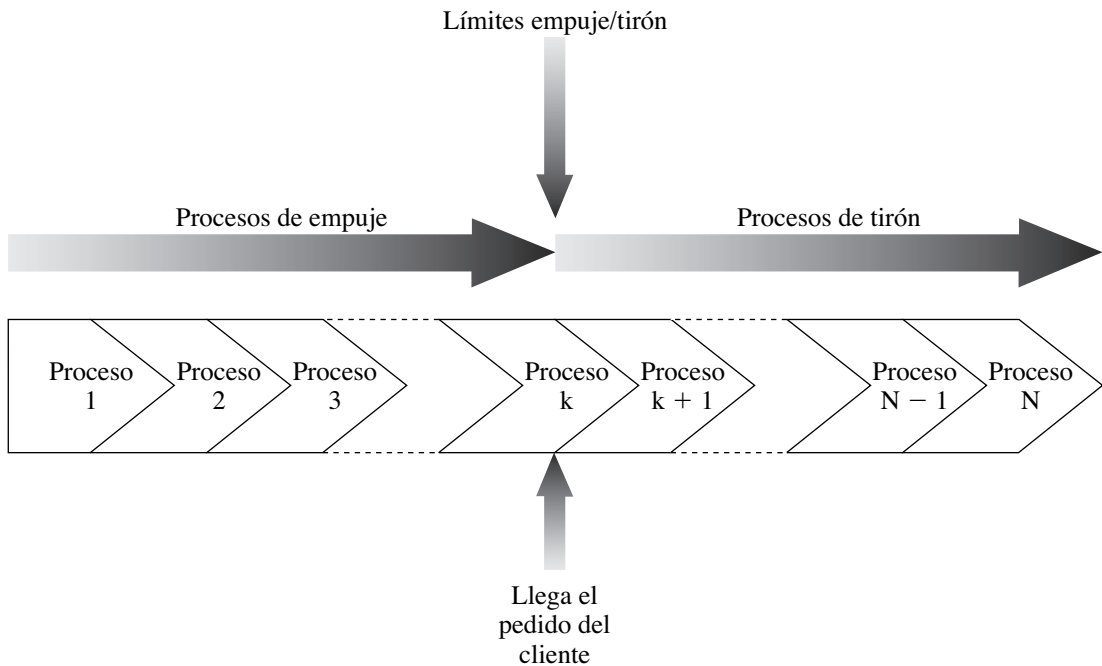 Límites empuje/tirón
Procesos de empuje
Procesos de tirón
Proceso
1
Proceso
2
Proceso
3
Proceso
k
Proceso
k + 1
Proceso
N − 1
Proceso
N
Llega el
pedido del
cliente